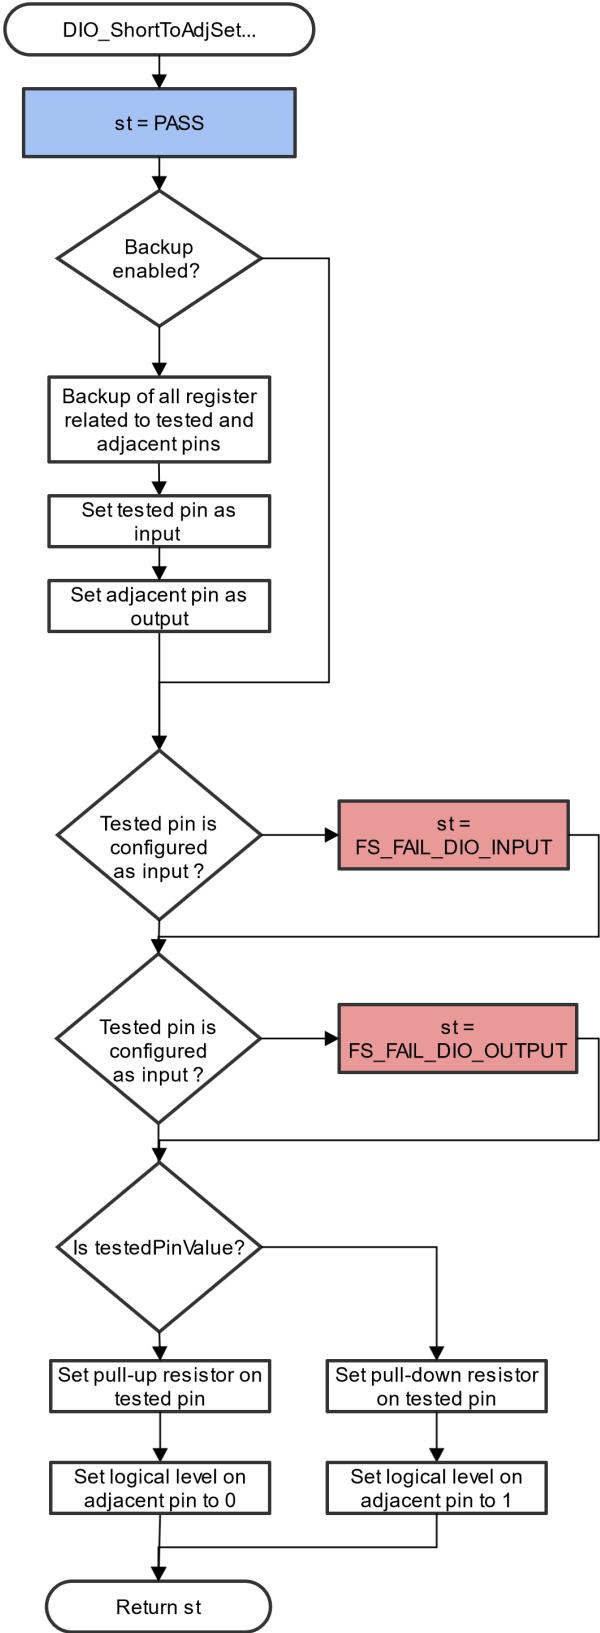 DIO_ShortToAdjSet...
st = PASS
Backup
enabled?
Backup of all register
related to tested and
adjacent pins
Set tested pin as
input
Set adjacent pin as
output
Tested pin is
configured
as input ?
st =
FS_FAIL_DIO_INPUT
Tested pin is
configured
as input ?
st =
FS_FAIL_DIO_OUTPUT
Is testedPinValue?
Set pull-up resistor on
tested pin
Set pull-down resistor
on tested pin
Set logical level on
adjacent pin to 0
Set logical level on
adjacent pin to 1
Return st